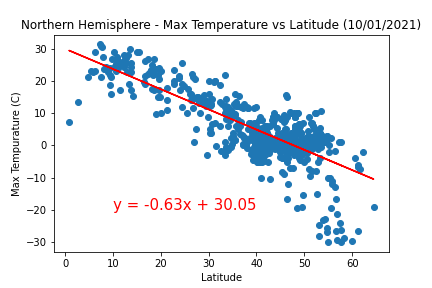 Northern Hemisphere - Max Temperature vs Latitude (10/01/2021)
30
20
10
0
−10
−20
−30
Max Tempurature (C)
y = -0.63x + 30.05
0 10 20 30 40 50 60
Latitude